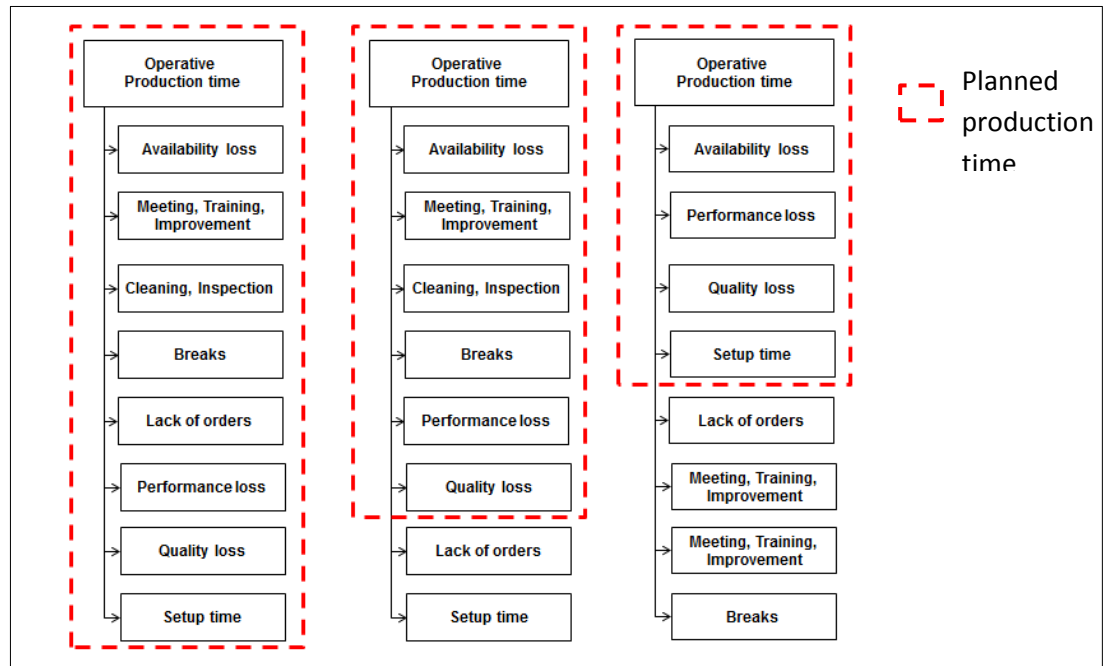 Operative
Production time
Availability loss
Meeting, Training,
Improvement
Cleaning, Inspection
Breaks
Lack of orders
Performance loss
Quality loss
Setup time
Operative
Production time
Availability loss
Meeting, Training,
Improvement
Cleaning, Inspection
Breaks
Performance loss
Quality loss
Lack of orders
Setup time
Operative
Production time
Availability loss
Performance loss
Quality loss
Setup time
Lack of orders
Meeting, Training,
Improvement
Meeting, Training,
Improvement
Breaks
Planned
production
time